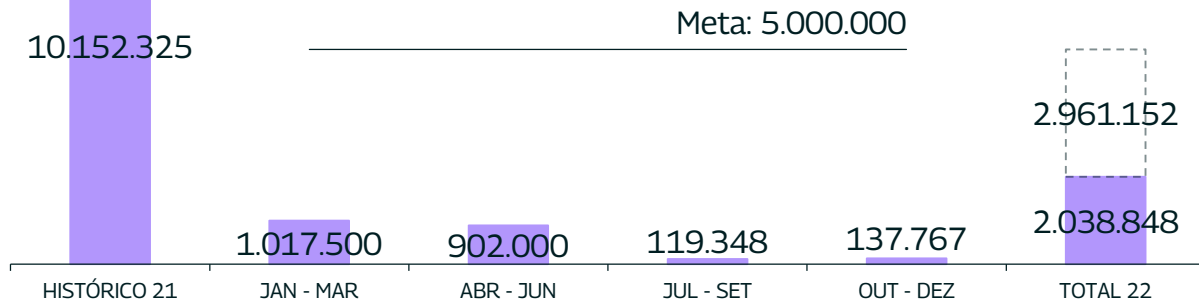 Meta: 5.000.000
10.152.325
2.961.152
1.017.500
902.000
119.348
137.767
2.038.848
HISTÓRICO 21
JAN - MAR
ABR - JUN
JUL - SET
OUT - DEZ
TOTAL 22